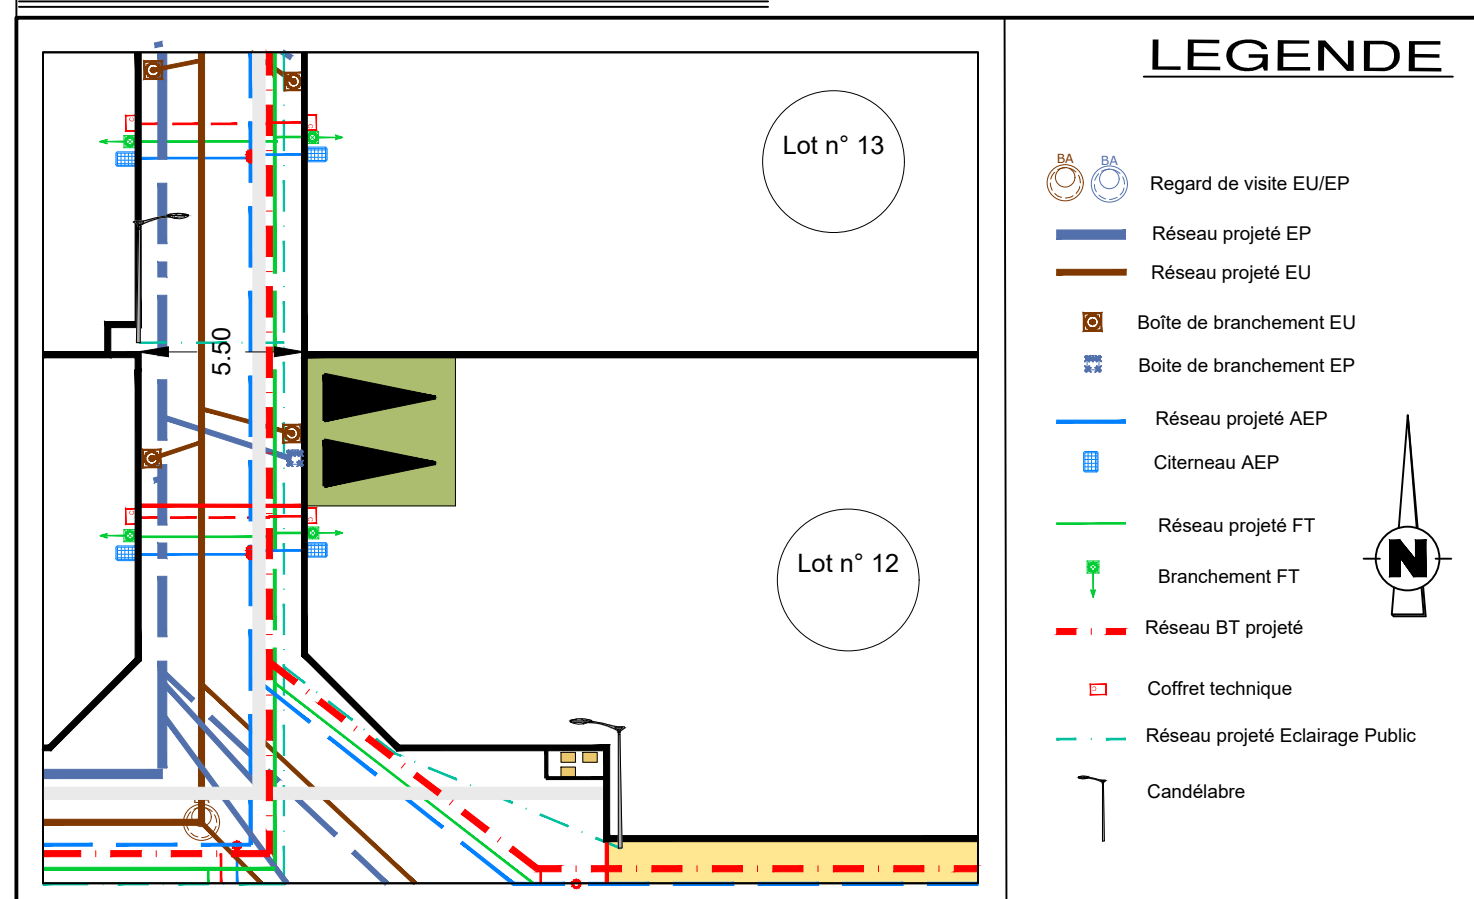 LEGENDE
Lot n° 13
BA BA
Regard de visite EU/EP
Réseau projeté EP
Réseau projeté EU
5.50
Boîte de branchement EU
Boite de branchement EP
Réseau projeté AEP
Citerneau AEP
Réseau projeté FT
Lot n° 12
N
Branchement FT
Réseau BT projeté
Coffret technique
Réseau projeté Eclairage Public
Candélabre